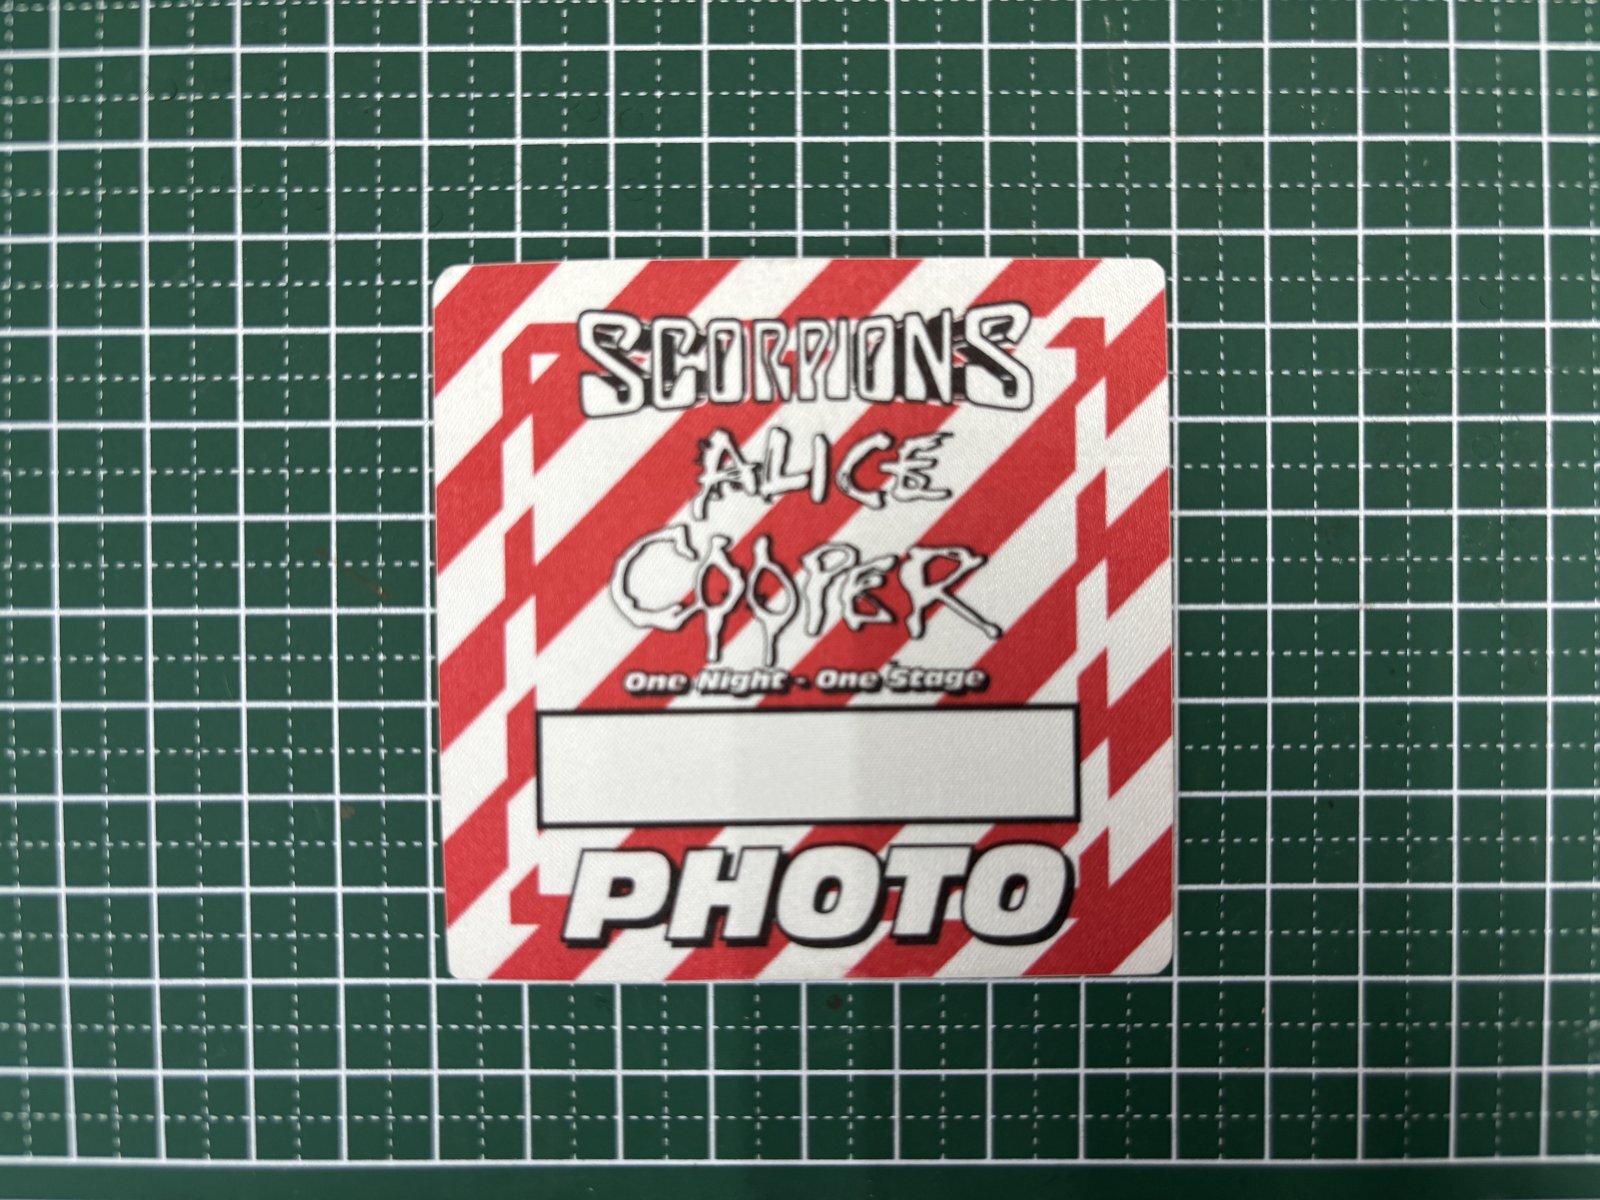 SCORPIONS
ALICE
COOPER
One Night - One Stage
PHOTO